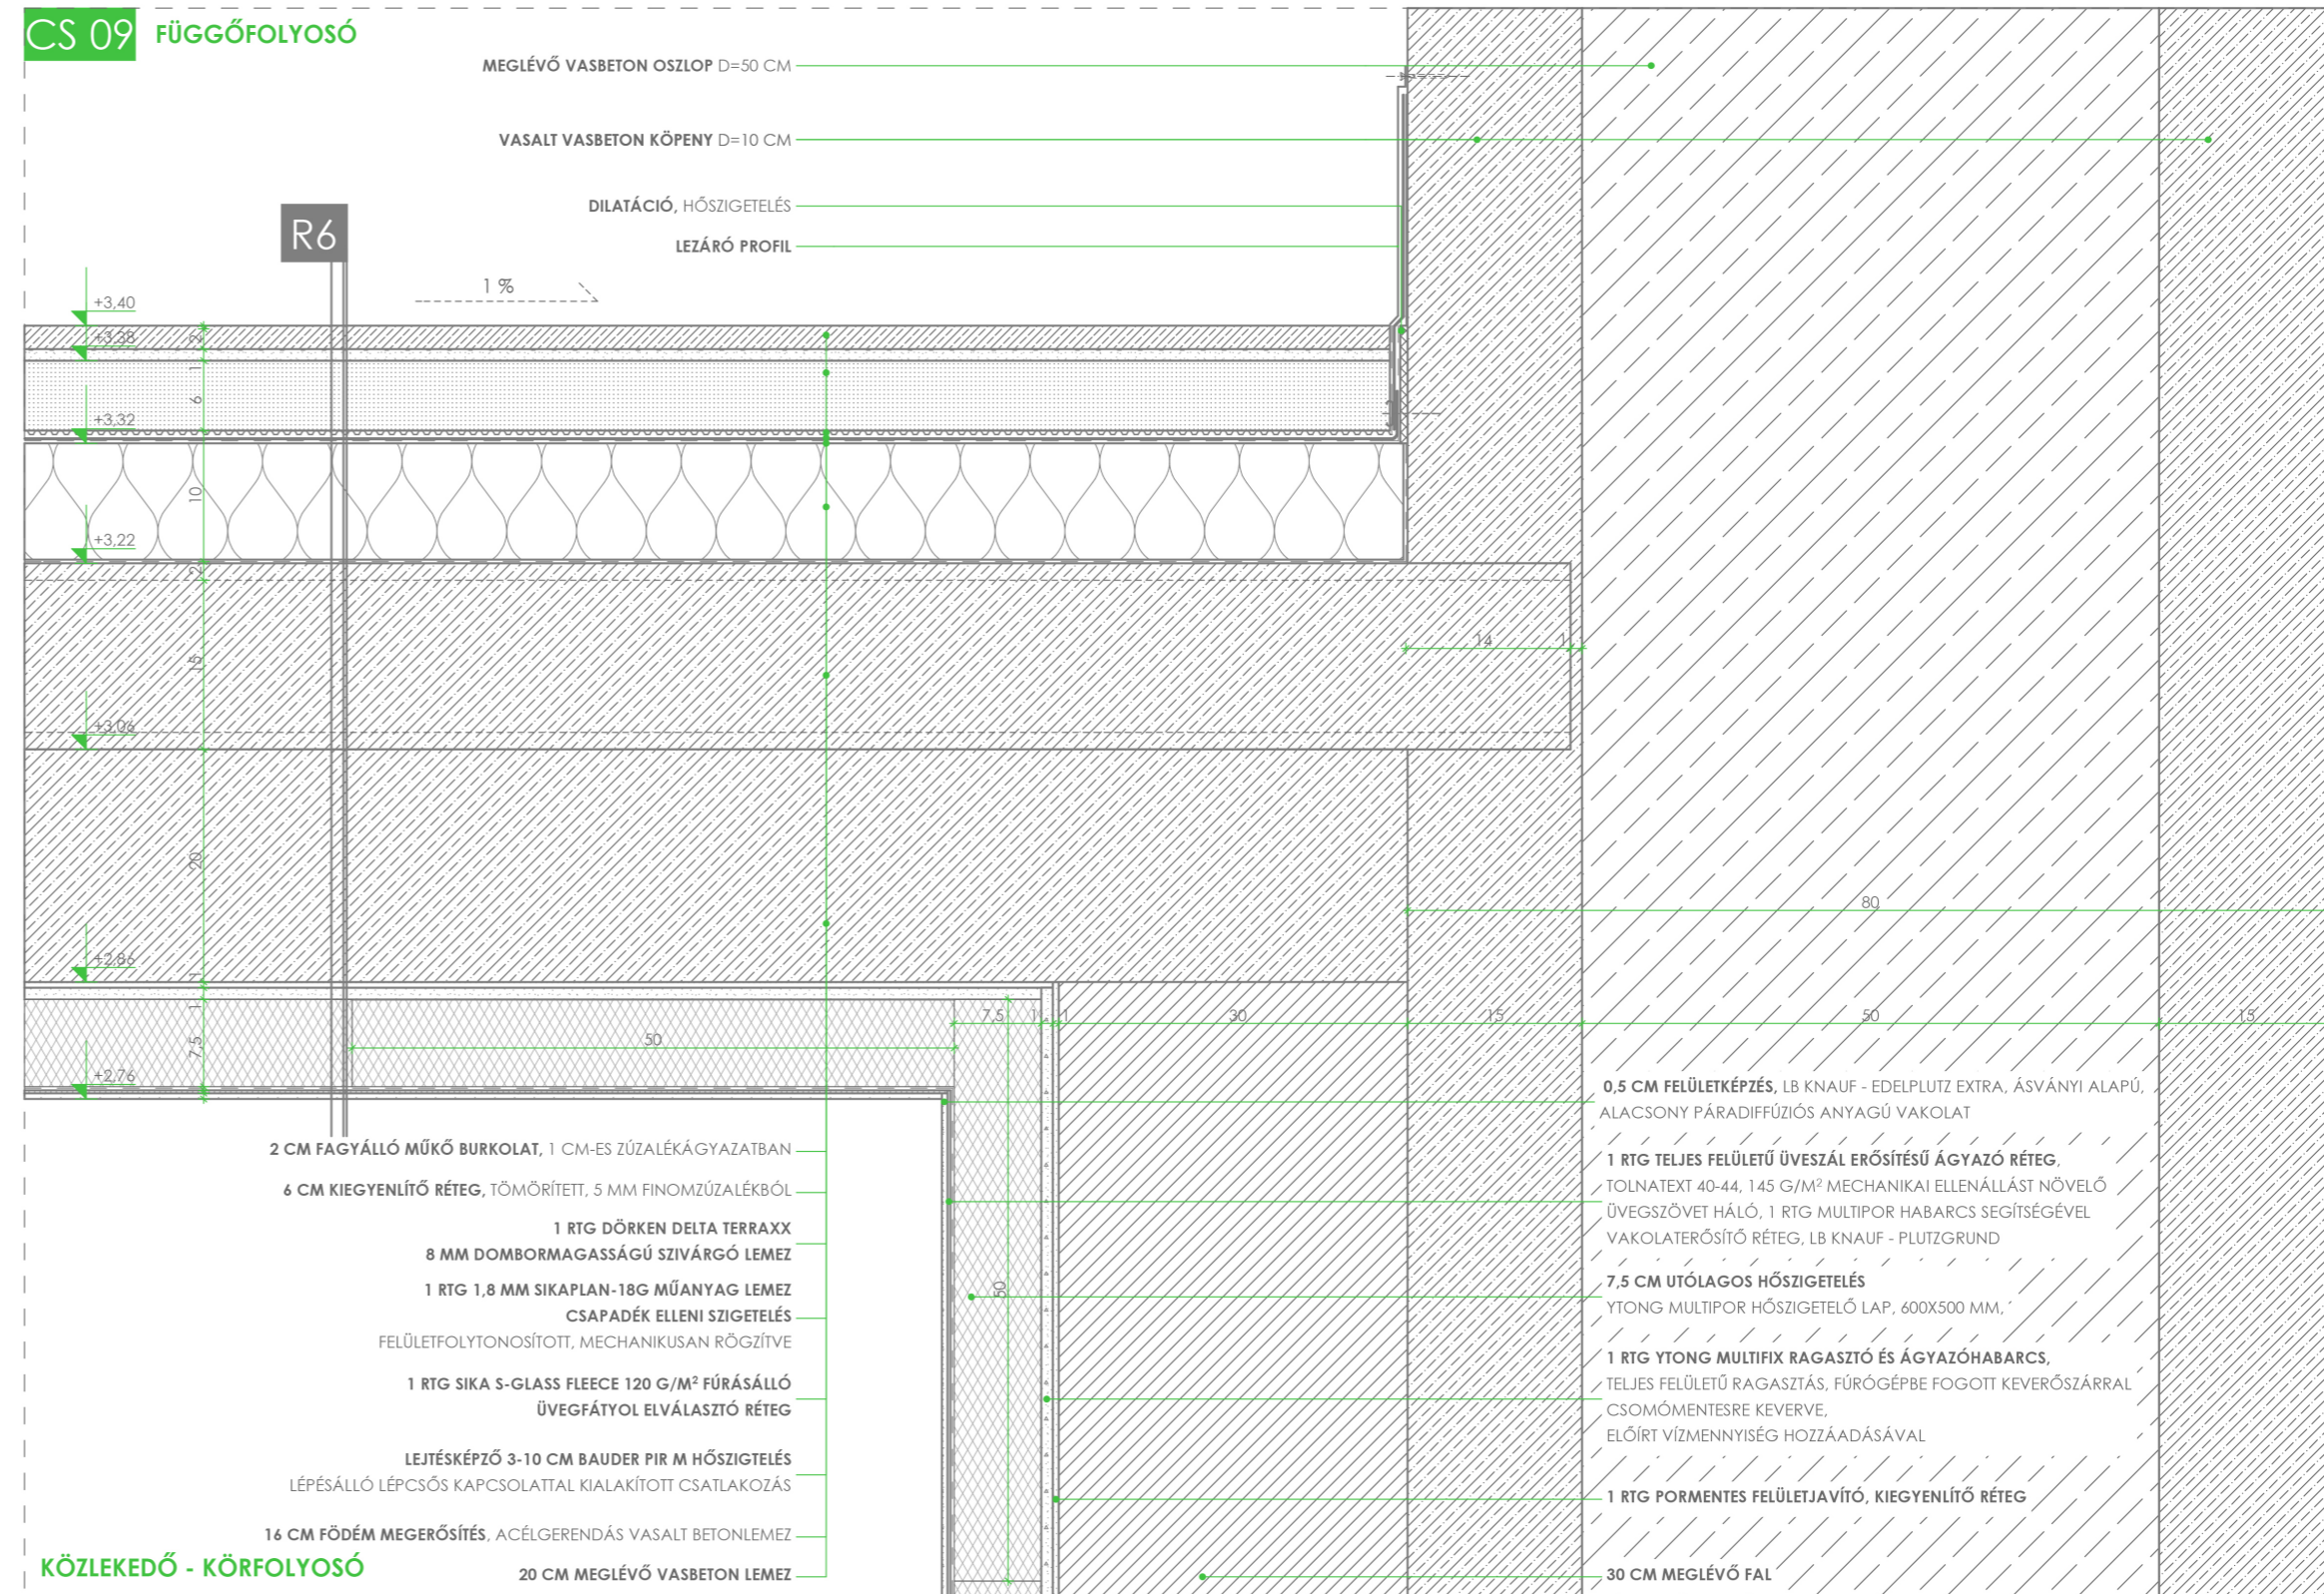 CS 09 FÜGGŐFOLYOSÓ
MEGLÉVŐ VASBETON OSZLOP D=50 CM
VASALT VASBETON KÖPENY D=10 CM
DILATÁCIÓ, HŐSZIGETELÉS
LEZÁRÓ PROFIL
R6
1 %
+3,40
+3,38
2
1
6
+3,32
10
+3,22
2
14
1
15
+3,06
20
80
+2,86
1
1
7,5
1
1
30
15
50
15
50
7,5
+2,76
50
2 CM FAGYÁLLÓ MŰKŐ BURKOLAT, 1 CM-ES ZÚZALÉKÁGYAZATBAN
6 CM KIEGYENLÍTŐ RÉTEG, TÖMÖRÍTETT, 5 MM FINOMZÚZALÉKBÓL
1 RTG DÖRKEN DELTA TERRAXX
8 MM DOMBORMAGASSÁGÚ SZIVÁRGÓ LEMEZ
1 RTG 1,8 MM SIKAPLAN-18G MŰANYAG LEMEZ
CSAPADÉK ELLENI SZIGETELÉS
FELÜLETFOLYTONOSÍTOTT, MECHANIKUSAN RÖGZÍTVE
1 RTG SIKA S-GLASS FLEECE 120 G/M² FÚRÁSÁLLÓ
ÜVEGFÁTYOL ELVÁLASZTÓ RÉTEG
LEJTÉSKÉPZŐ 3-10 CM BAUDER PIR M HŐSZIGTELÉS
LÉPÉSÁLLÓ LÉPCSŐS KAPCSOLATTAL KIALAKÍTOTT CSATLAKOZÁS
16 CM FÖDÉM MEGERŐSÍTÉS, ACÉLGERENDÁS VASALT BETONLEMEZ
20 CM MEGLÉVŐ VASBETON LEMEZ
KÖZLEKEDŐ - KÖRFOLYOSÓ
0,5 CM FELÜLETKÉPZÉS, LB KNAUF - EDELPLUTZ EXTRA, ÁSVÁNYI ALAPÚ,
ALACSONY PÁRADIFFÚZIÓS ANYAGÚ VAKOLAT
1 RTG TELJES FELÜLETŰ ÜVESZÁL ERŐSÍTÉSŰ ÁGYAZÓ RÉTEG,
TOLNATEXT 40-44, 145 G/M² MECHANIKAI ELLENÁLLÁST NÖVELŐ
ÜVEGSZÖVET HÁLÓ, 1 RTG MULTIPOR HABARCS SEGÍTSÉGÉVEL
VAKOLATERŐSÍTŐ RÉTEG, LB KNAUF - PLUTZGRUND
7,5 CM UTÓLAGOS HŐSZIGETELÉS
YTONG MULTIPOR HŐSZIGETELŐ LAP, 600X500 MM,
1 RTG YTONG MULTIFIX RAGASZTÓ ÉS ÁGYAZÓHABARCS,
TELJES FELÜLETŰ RAGASZTÁS, FÚRÓGÉPBE FOGOTT KEVERŐSZÁRRAL
CSOMÓMENTESRE KEVERVE,
ELŐÍRT VÍZMENNYISÉG HOZZÁADÁSÁVAL
1 RTG PORMENTES FELÜLETJAVÍTÓ, KIEGYENLÍTŐ RÉTEG
30 CM MEGLÉVŐ FAL